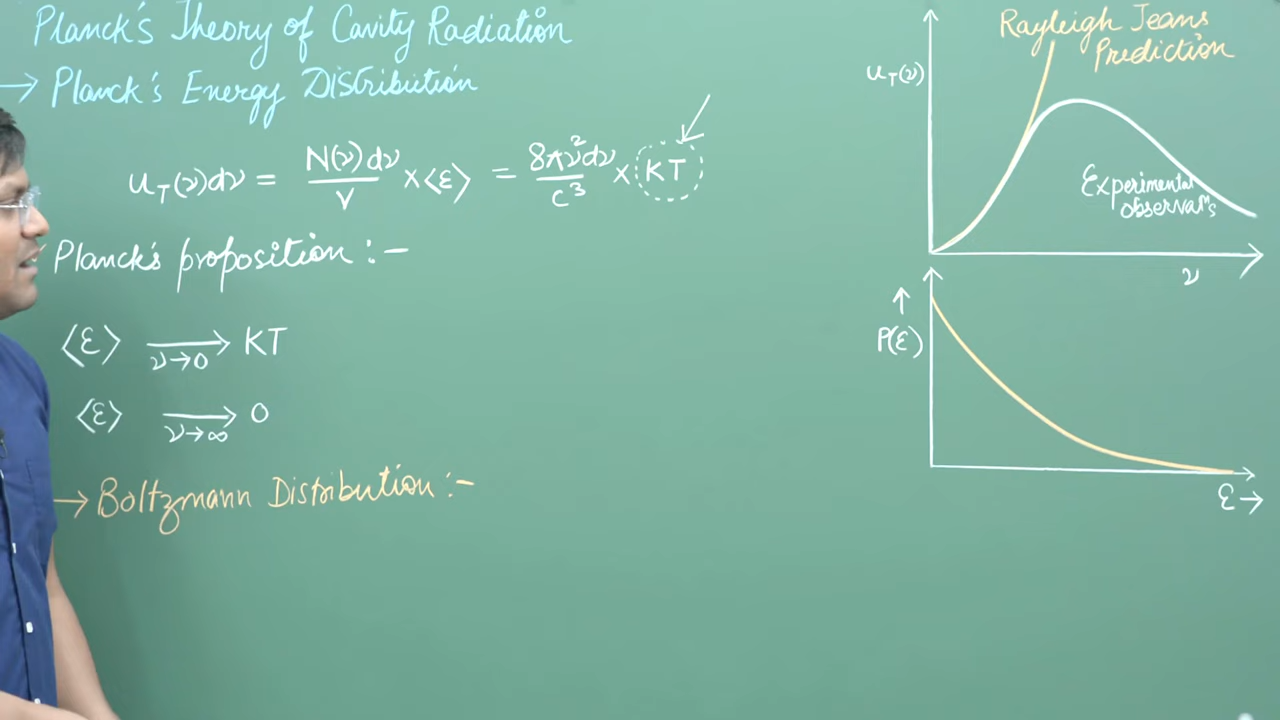 Planck's Theory of Cavity Radiation
→ Planck's Energy Distribution
u_T(ν)dν = N(ν)dν/V × ⟨ε⟩ = 8πν²dν/c³ × KT
Planck's proposition :-
⟨ε⟩ →(ν→0) KT
⟨ε⟩ →(ν→∞) 0
→ Boltzmann Distribution :-
Rayleigh Jeans
Prediction
u_T(ν)
Experimental
ν
↑
P(ε)
ε →